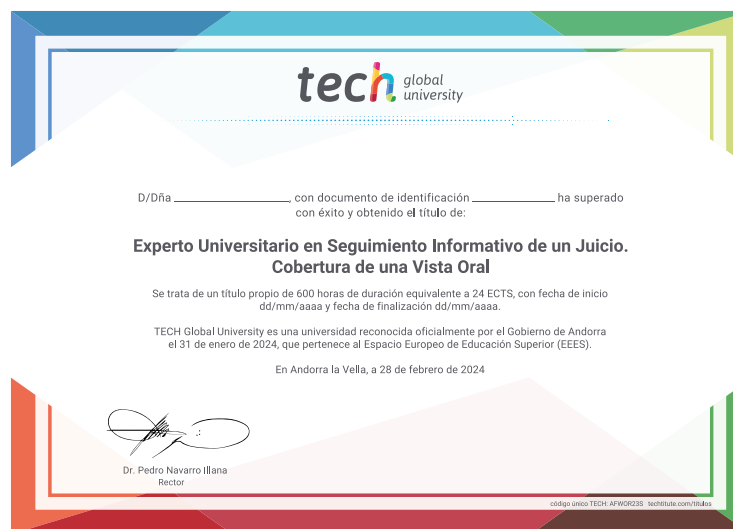 tech global university
D/Dña ____________, con documento de identificación ____________ ha superado
con éxito y obtenido el título de:
Experto Universitario en Seguimiento Informativo de un Juicio.
Cobertura de una Vista Oral
Se trata de un título propio de 600 horas de duración equivalente a 24 ECTS, con fecha de inicio
dd/mm/aaaa y fecha de finalización dd/mm/aaaa.
TECH Global University es una universidad reconocida oficialmente por el Gobierno de Andorra
el 31 de enero de 2024, que pertenece al Espacio Europeo de Educación Superior (EEES).
En Andorra la Vella, a 28 de febrero de 2024
Dr. Pedro Navarro Illana
Rector
código único TECH: AFWOR23S techtitute.com/titulos